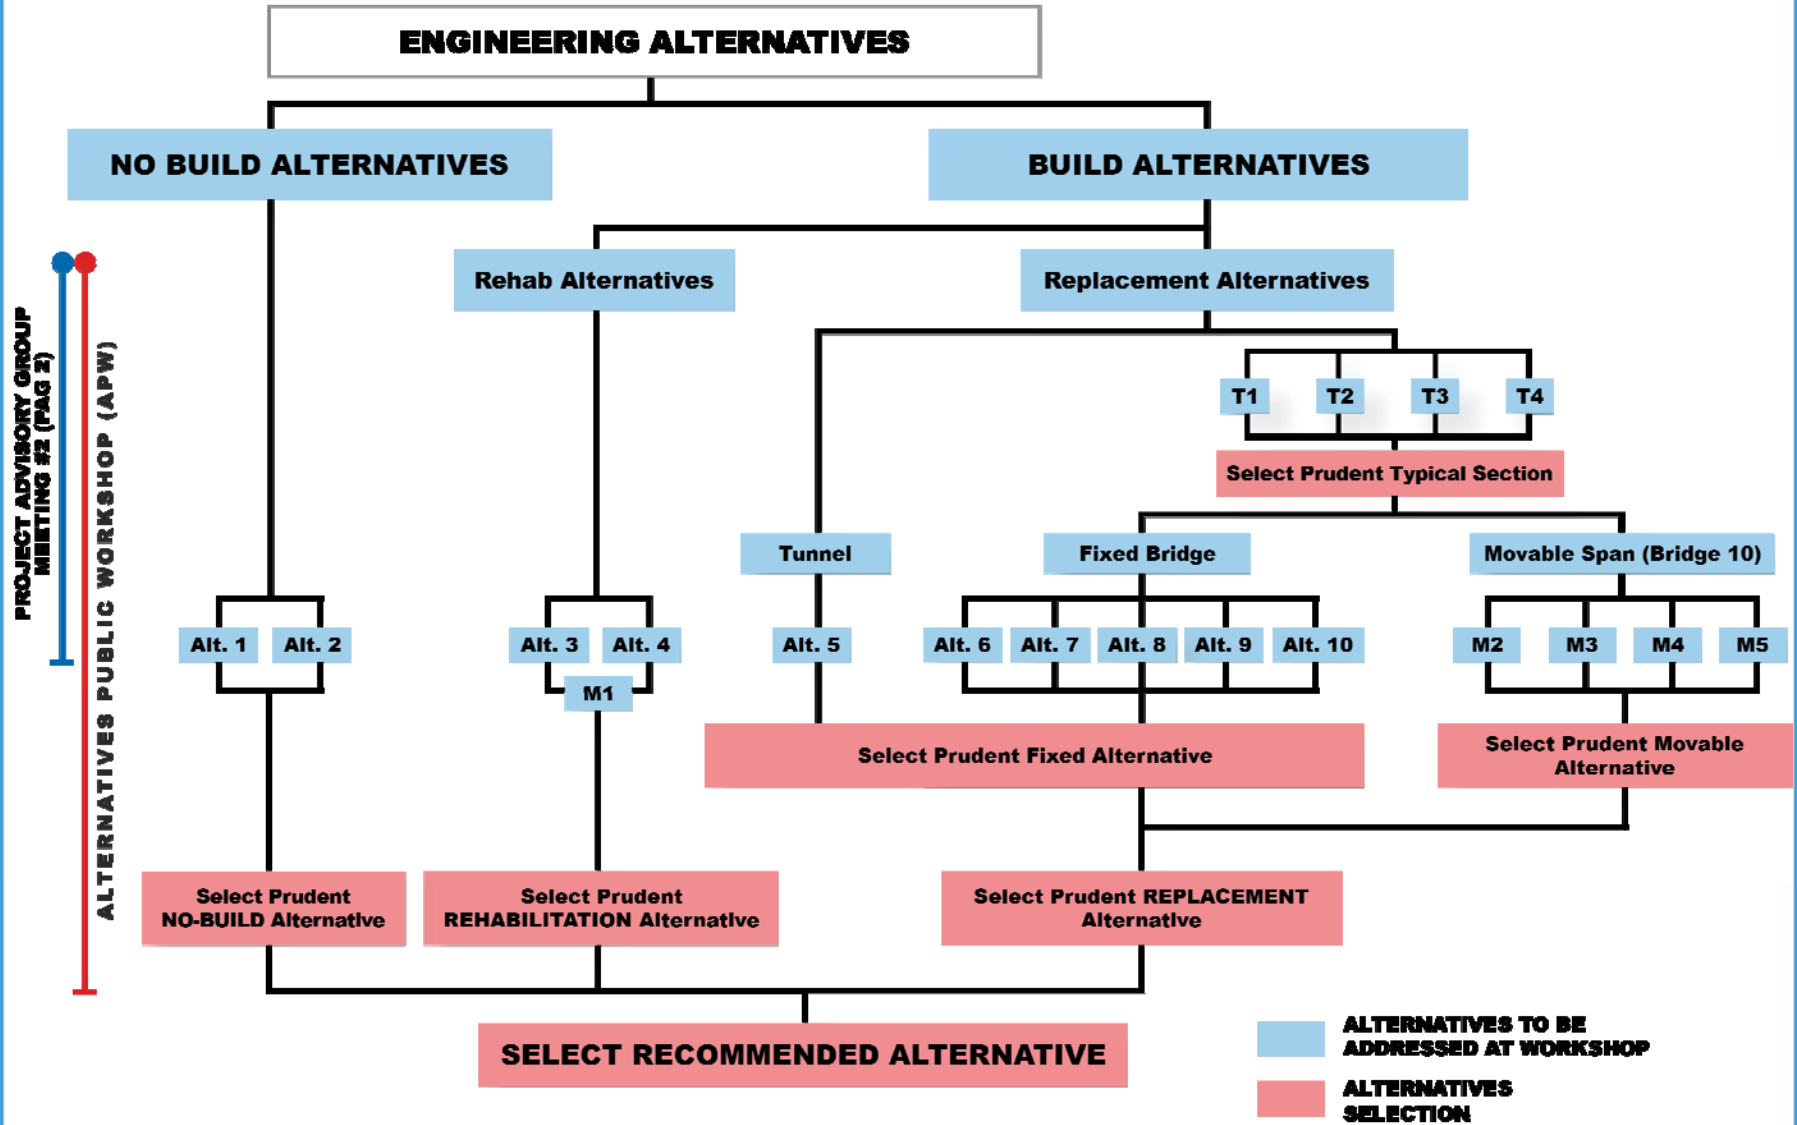 ENGINEERING ALTERNATIVES
NO BUILD ALTERNATIVES
BUILD ALTERNATIVES
Rehab Alternatives
Replacement Alternatives
PROJECT ADVISORY GROUP
MEETING #2 (PAG 2)
ALTERNATIVES PUBLIC WORKSHOP (APW)
T1
T2
T3
T4
Select Prudent Typical Section
Tunnel
Fixed Bridge
Movable Span (Bridge 10)
Alt. 1
Alt. 2
Alt. 3
Alt. 4
Alt. 5
Alt. 6
Alt. 7
Alt. 8
Alt. 9
Alt. 10
M2
M3
M4
M5
M1
Select Prudent Fixed Alternative
Select Prudent Movable
Alternative
Select Prudent
NO-BUILD Alternative
Select Prudent
REHABILITATION Alternative
Select Prudent REPLACEMENT
Alternative
SELECT RECOMMENDED ALTERNATIVE
ALTERNATIVES TO BE
ADDRESSED AT WORKSHOP
ALTERNATIVES
SELECTION